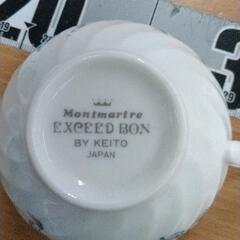 Montmartre
EXCEED BON
BY KEITO
JAPAN